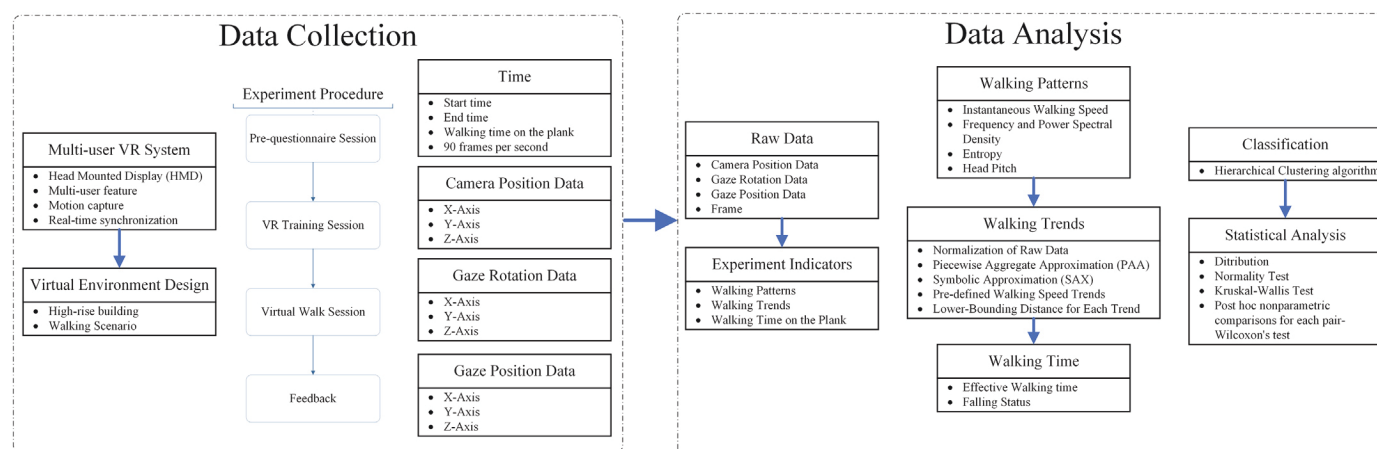 Data Collection
Multi-user VR System
Head Mounted Display (HMD)
Multi-user feature
Motion capture
Real-time synchronization
Virtual Environment Design
High-rise building
Walking Scenario
Experiment Procedure
Pre-questionnaire Session
VR Training Session
Virtual Walk Session
Feedback
Time
Start time
End time
Walking time on the plank
90 frames per second
Camera Position Data
X-Axis
Y-Axis
Z-Axis
Gaze Rotation Data
X-Axis
Y-Axis
Z-Axis
Gaze Position Data
X-Axis
Y-Axis
Z-Axis
Data Analysis
Raw Data
Camera Position Data
Gaze Rotation Data
Gaze Position Data
Frame
Experiment Indicators
Walking Patterns
Walking Trends
Walking Time on the Plank
Walking Patterns
Instantaneous Walking Speed
Frequency and Power Spectral
Density
Entropy
Head Pitch
Walking Trends
Normalization of Raw Data
Piecewise Aggregate Approximation (PAA)
Symbolic Approximation (SAX)
Pre-defined Walking Speed Trends
Lower-Bounding Distance for Each Trend
Walking Time
Effective Walking time
Falling Status
Classification
Hierarchical Clustering algorithm
Statistical Analysis
Ditribution
Normality Test
Kruskal-Wallis Test
Post hoc nonparametric
comparisons for each pair-
Wilcoxon's test